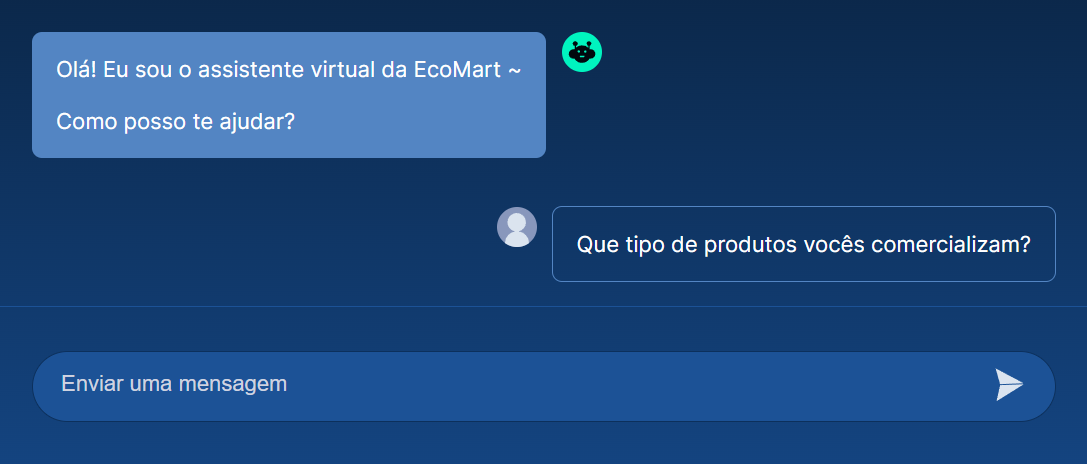 Olá! Eu sou o assistente virtual da EcoMart ~
Como posso te ajudar?
Que tipo de produtos vocês comercializam?
Enviar uma mensagem